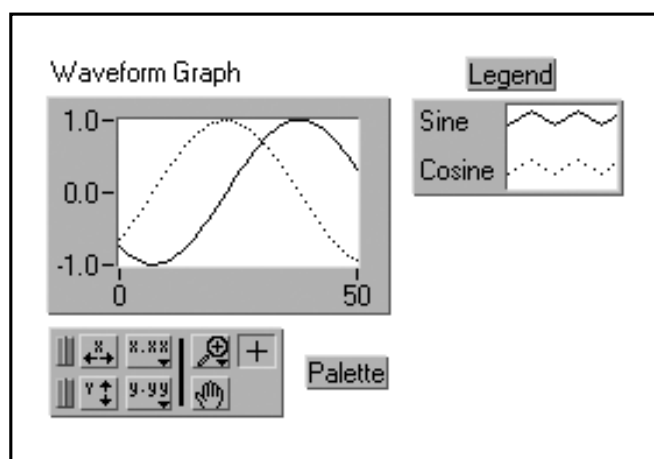 Waveform Graph
Legend
1.0
0.0
-1.0
0
50
Sine
Cosine
X
X.XX
Y
Y.YY
Palette